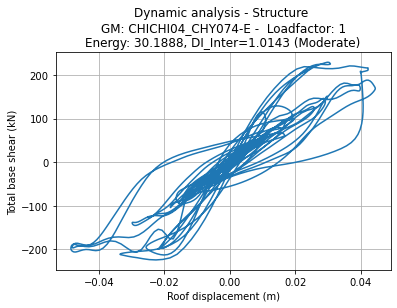 Dynamic analysis - Structure
GM: CHICHI04_CHY074-E -  Loadfactor: 1
Energy: 30.1888, DI_Inter=1.0143 (Moderate)
Total base shear (kN)
200
100
0
−100
−200
−0.04
−0.02
0.00
0.02
0.04
Roof displacement (m)